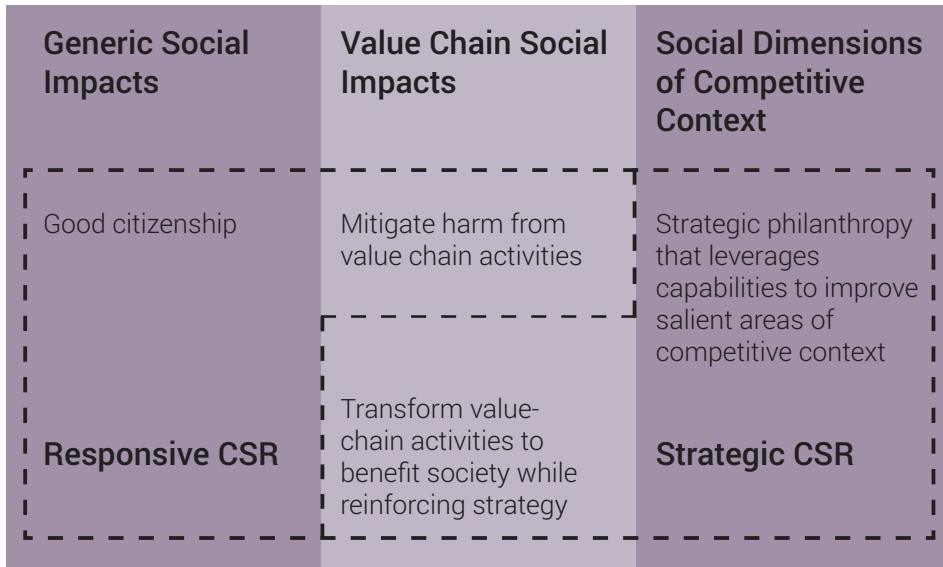 Generic Social
Impacts
Value Chain Social
Impacts
Social Dimensions
of Competitive
Context
Good citizenship
Mitigate harm from
value chain activities
Strategic philanthropy
that leverages
capabilities to improve
salient areas of
competitive context
Responsive CSR
Transform value-
chain activities to
benefit society while
reinforcing strategy
Strategic CSR